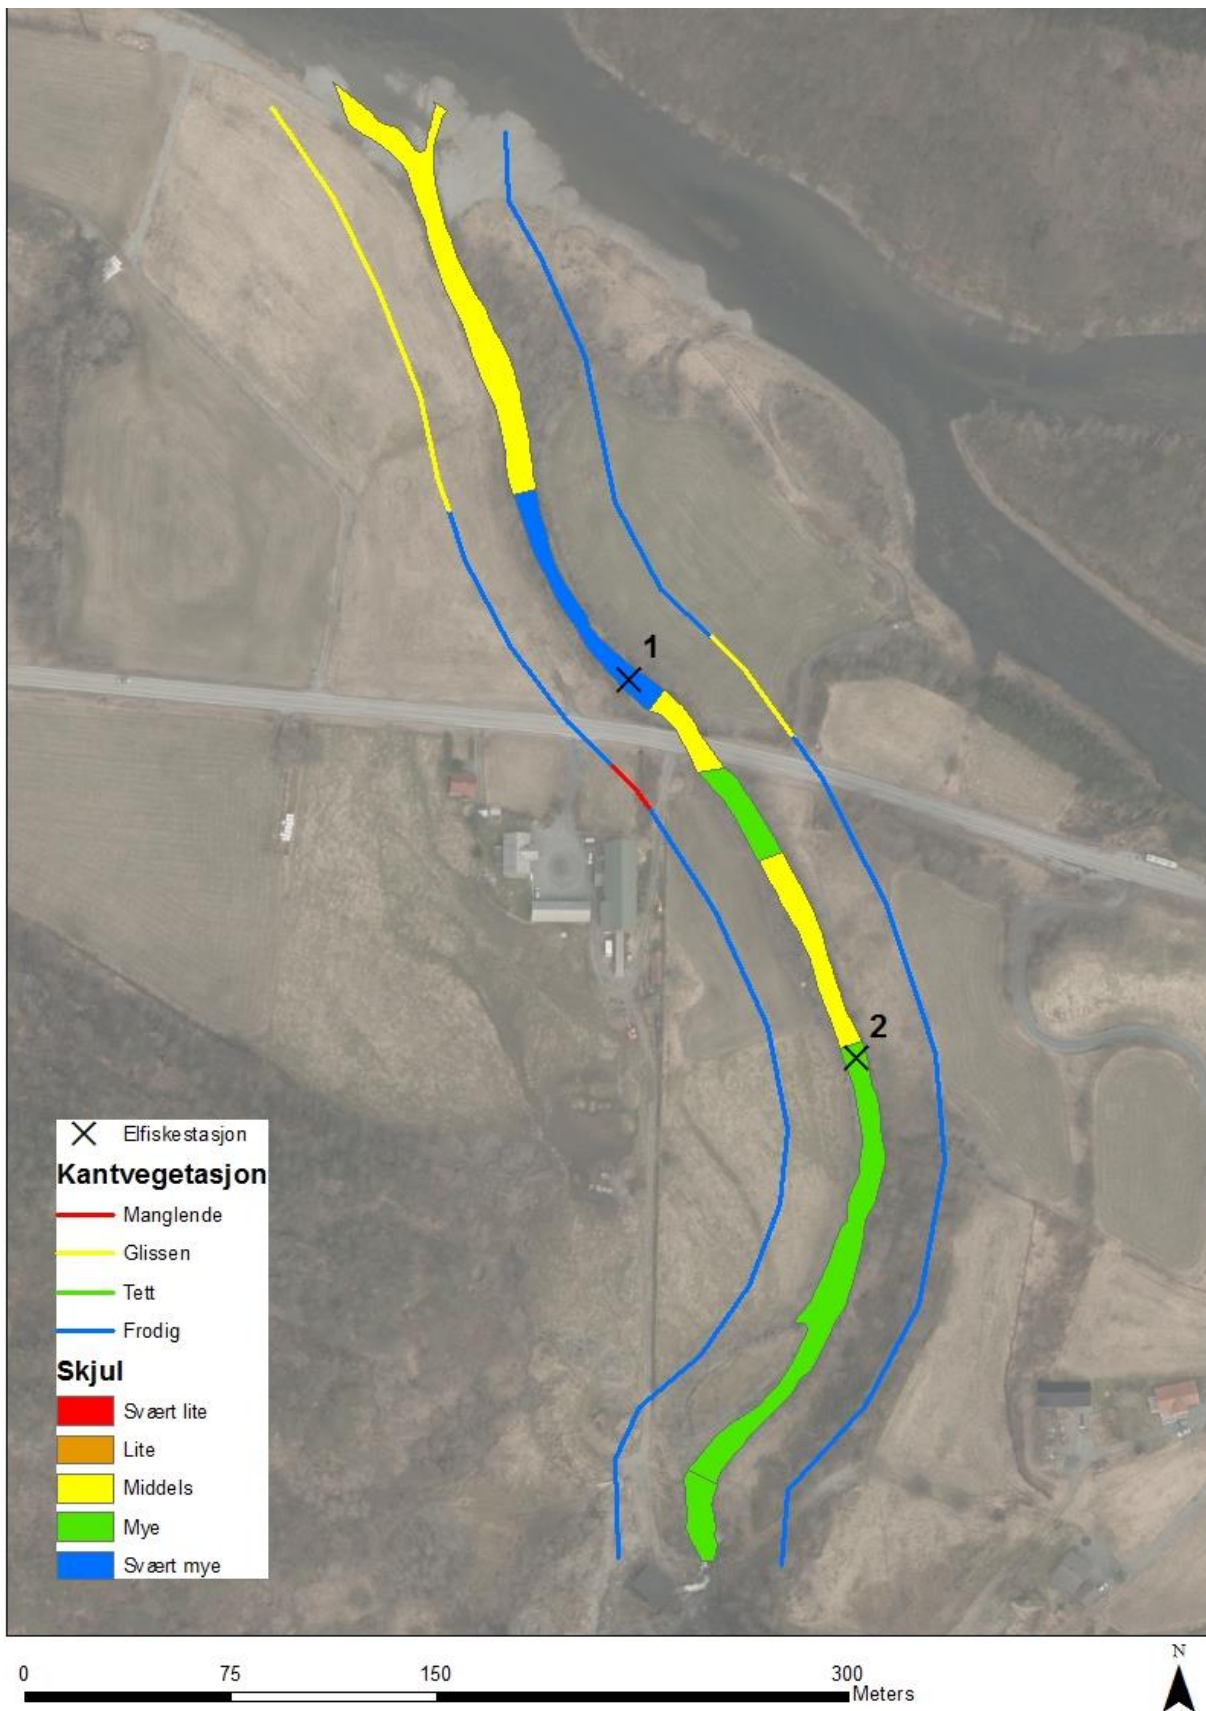 1
2
Elfiskestasjon
Kantvegetasjon
Manglende
Glissen
Tett
Frodig
Skjul
Svært lite
Lite
Middels
Mye
Svært mye
0 75 150 300
Meters
N